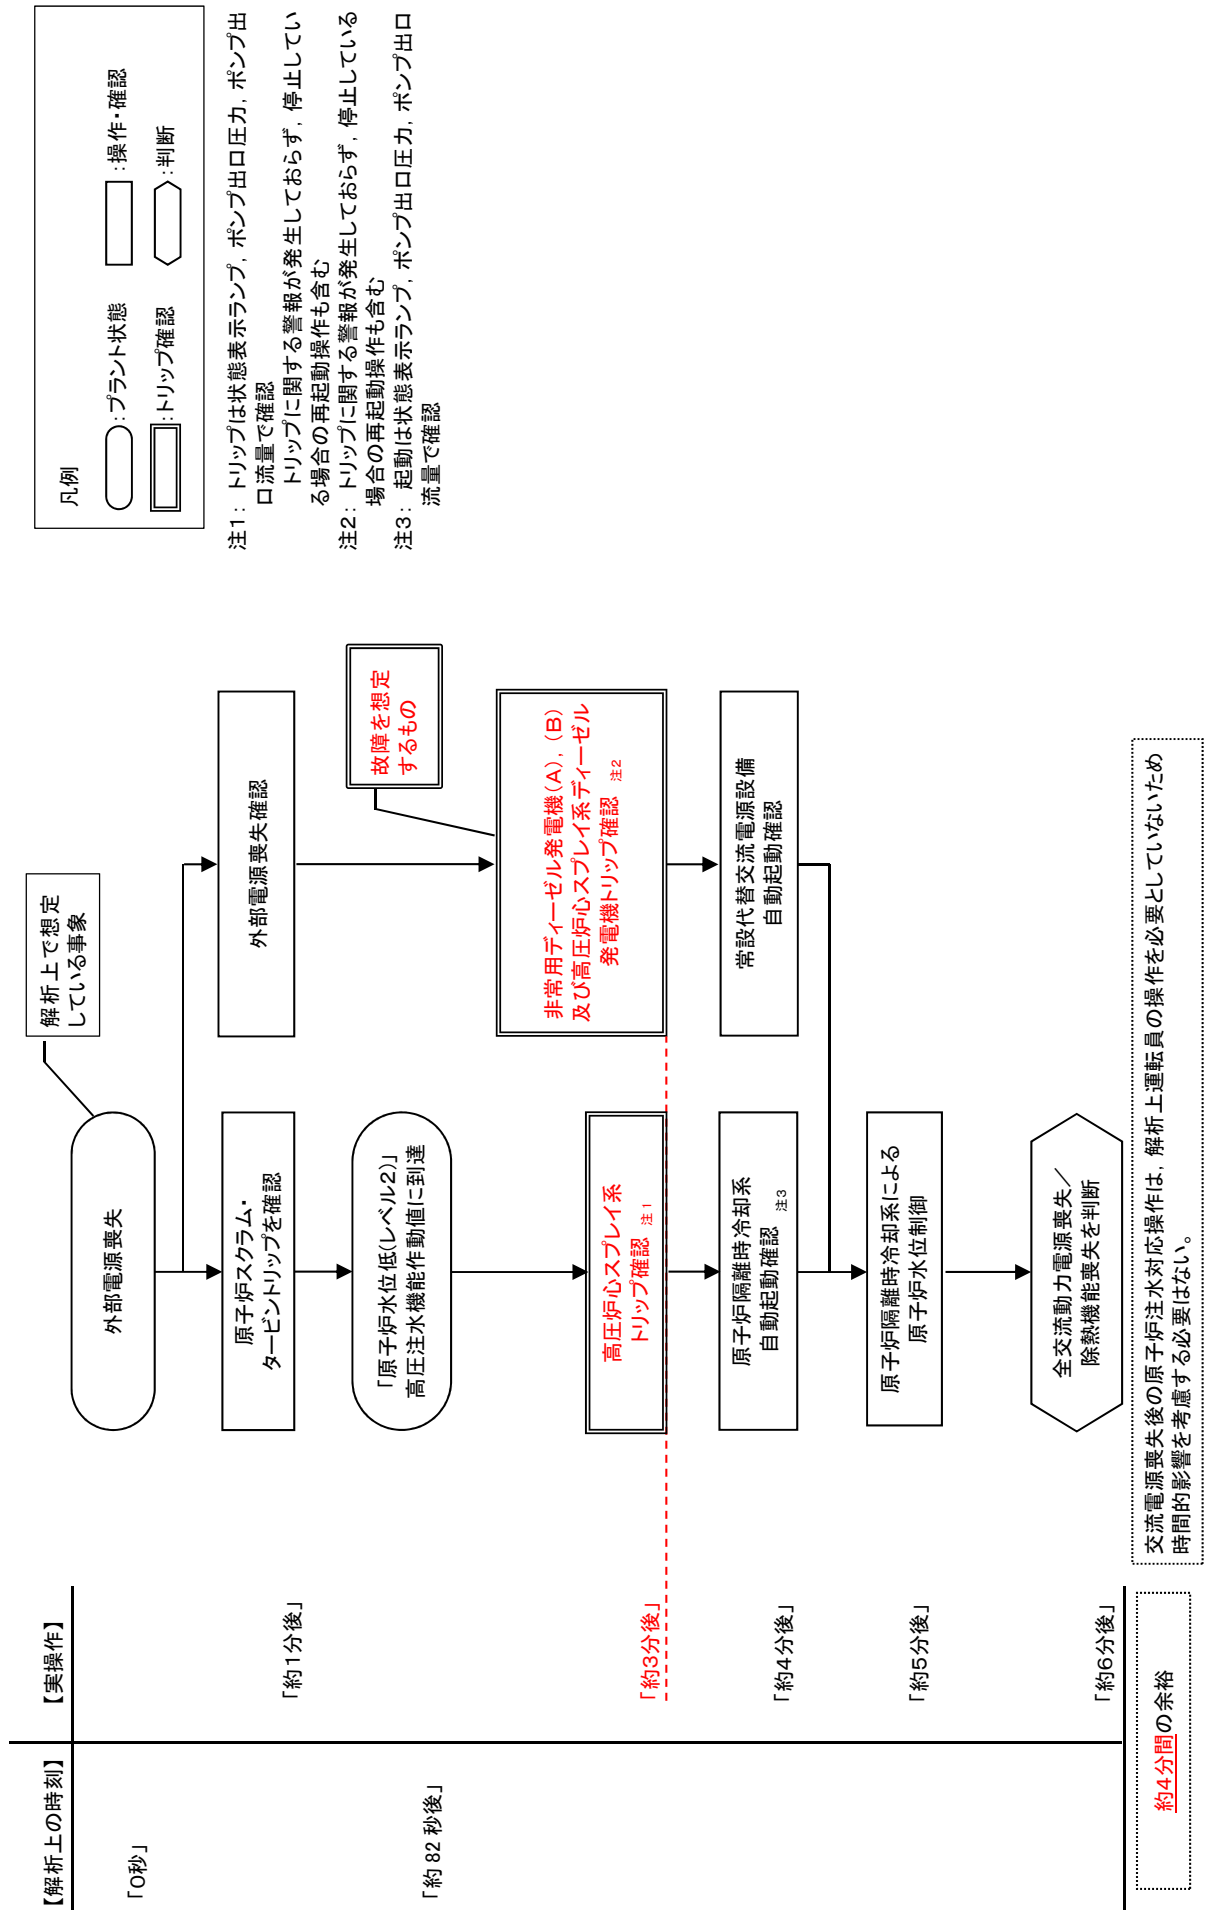 【解析上の時刻】
【実操作】
「0秒」
「約1分後」
「約 82 秒後」
「約3分後」
「約4分後」
「約5分後」
「約6分後」
約4分間の余裕
解析上で想定
している事象
外部電源喪失
原子炉スクラム・
タービントリップを確認
外部電源喪失確認
「原子炉水位低(レベル2)」
高圧注水機能作動値に到達
故障を想定
するもの
高圧炉心スプレイ系
トリップ確認 注1
非常用ディーゼル発電機(A)，(B)
及び高圧炉心スプレイ系ディーゼル
発電機トリップ確認 注2
原子炉隔離時冷却系
自動起動確認 注3
常設代替交流電源設備
自動起動確認
原子炉隔離時冷却系による
原子炉水位制御
全交流動力電源喪失／
除熱機能喪失を判断
交流電源喪失後の原子炉注水対応操作は，解析上運転員の操作を必要としていないため
時間的影響を考慮する必要はない。
凡例
：プラント状態
：操作・確認
：トリップ確認
：判断
注1： トリップは状態表示ランプ，ポンプ出口圧力，ポンプ出
口流量で確認
トリップに関する警報が発生しておらず，停止してい
る場合の再起動操作も含む
注2： トリップに関する警報が発生しておらず，停止している
場合の再起動操作も含む
注3： 起動は状態表示ランプ，ポンプ出口圧力，ポンプ出口
流量で確認